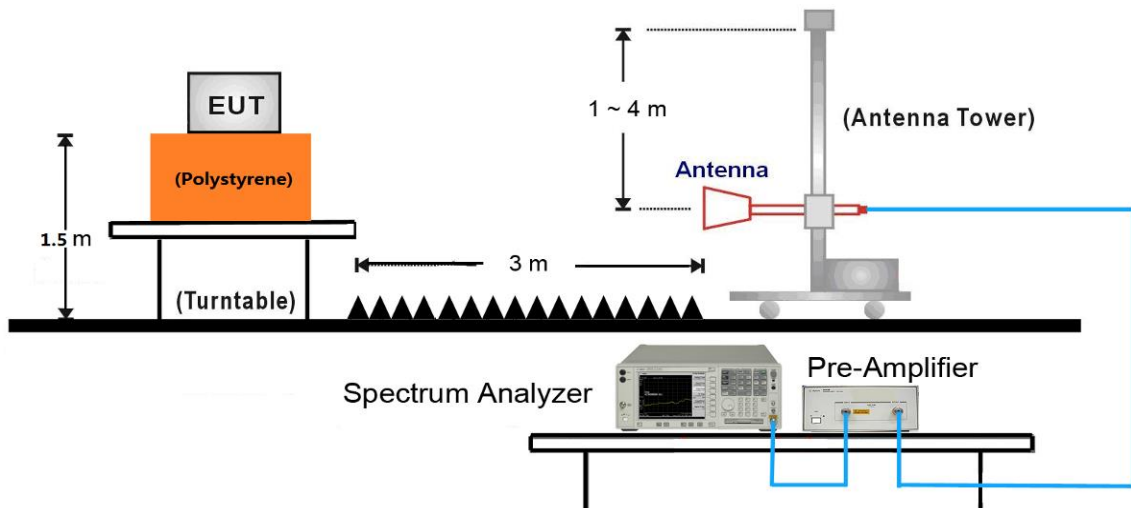 EUT
(Polystyrene)
1.5 m
(Turntable)
3 m
1 ~ 4 m
(Antenna Tower)
Antenna
Spectrum Analyzer
Pre-Amplifier